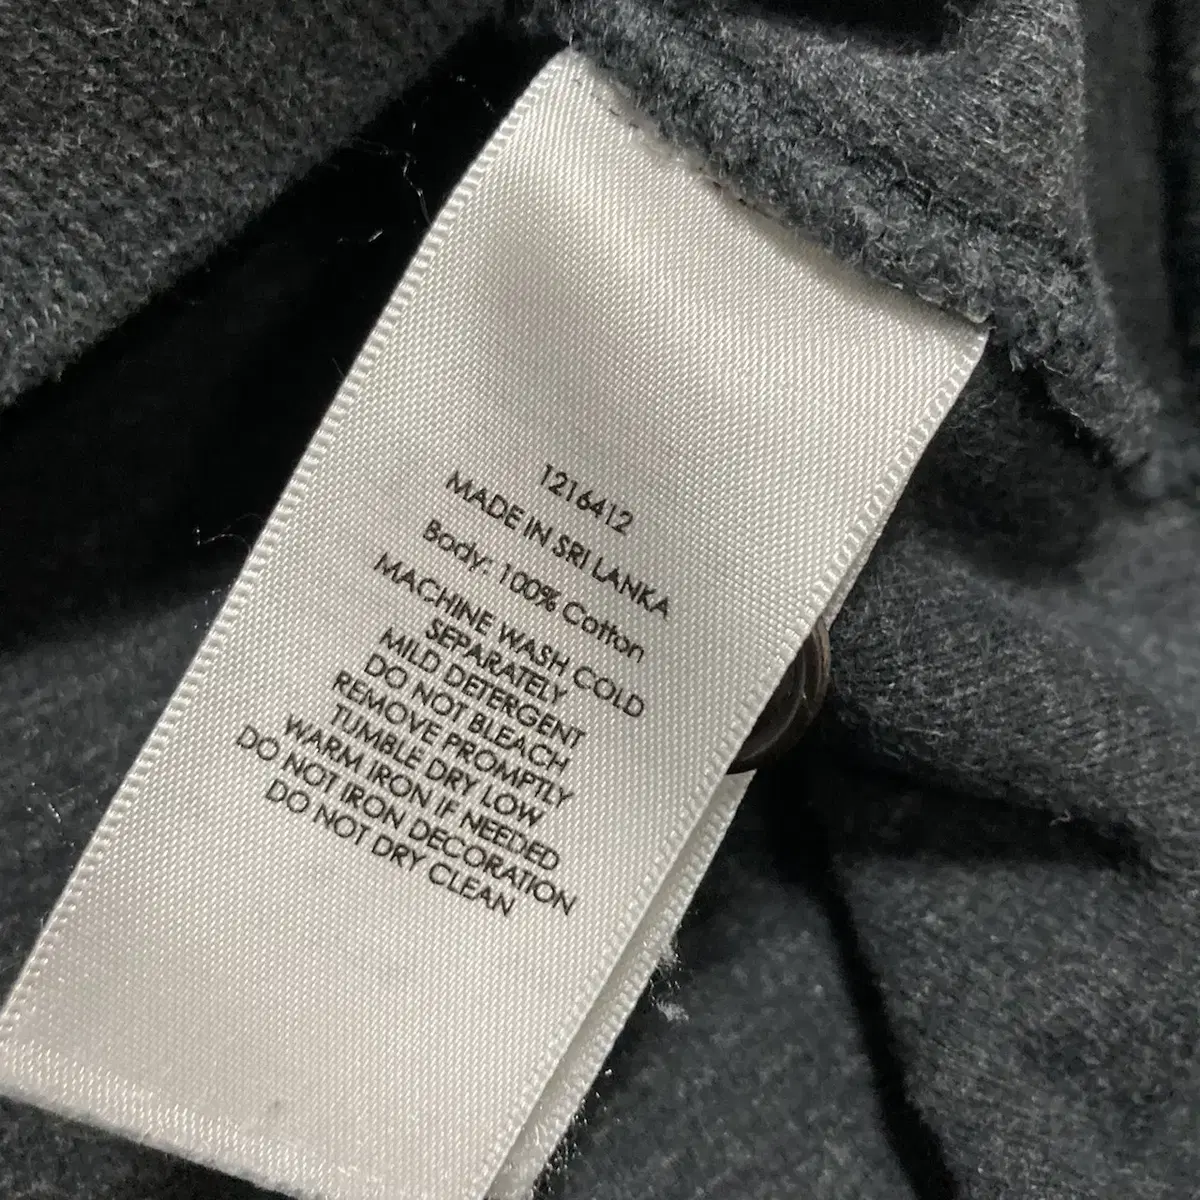 1216412
MADE IN SRI LANKA
Body: 100% Cotton
MACHINE WASH COLD
SEPARATELY
MILD DETERGENT
DO NOT BLEACH
REMOVE PROMPTLY
TUMBLE DRY LOW
WARM IRON IF NEEDED
DO NOT IRON DECORATION
DO NOT DRY CLEAN